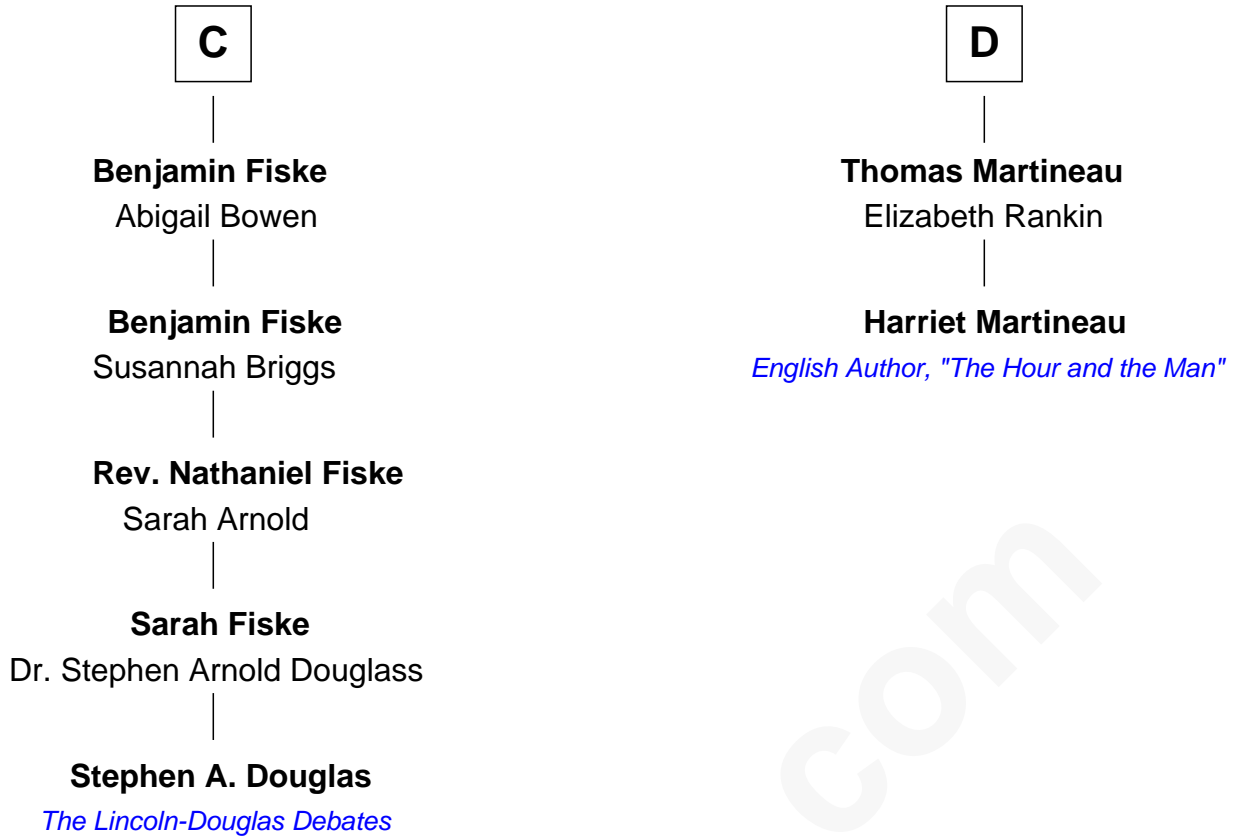 C
Benjamin Fiske
Abigail Bowen
Benjamin Fiske
Susannah Briggs
Rev. Nathaniel Fiske
Sarah Arnold
Sarah Fiske
Dr. Stephen Arnold Douglass
Stephen A. Douglas
The Lincoln-Douglas Debates
D
Thomas Martineau
Elizabeth Rankin
Harriet Martineau
English Author, "The Hour and the Man"
com